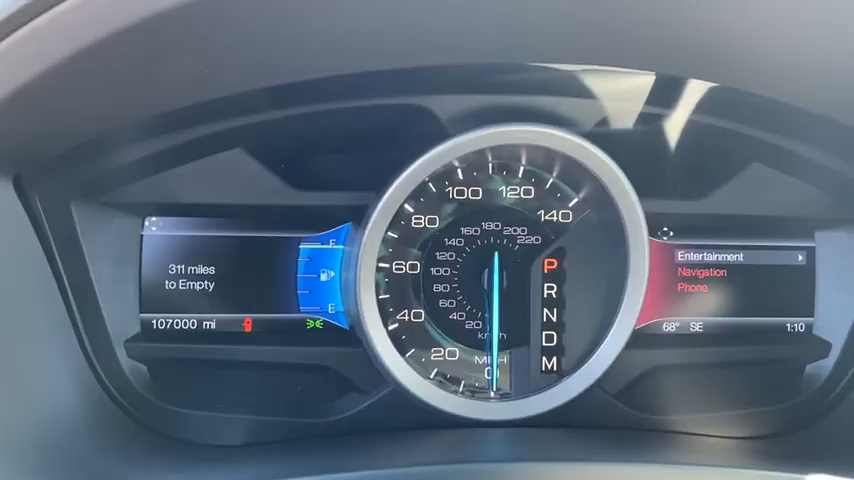 311 miles
to Empty
F
E
107000 mi
20
40
60
80
100
120
140
20
40
60
80
100
120
140
160
180
200
220
km/h
MPH
0
P
R
N
D
M
Entertainment
Navigation
Phone
68° SE
1:10